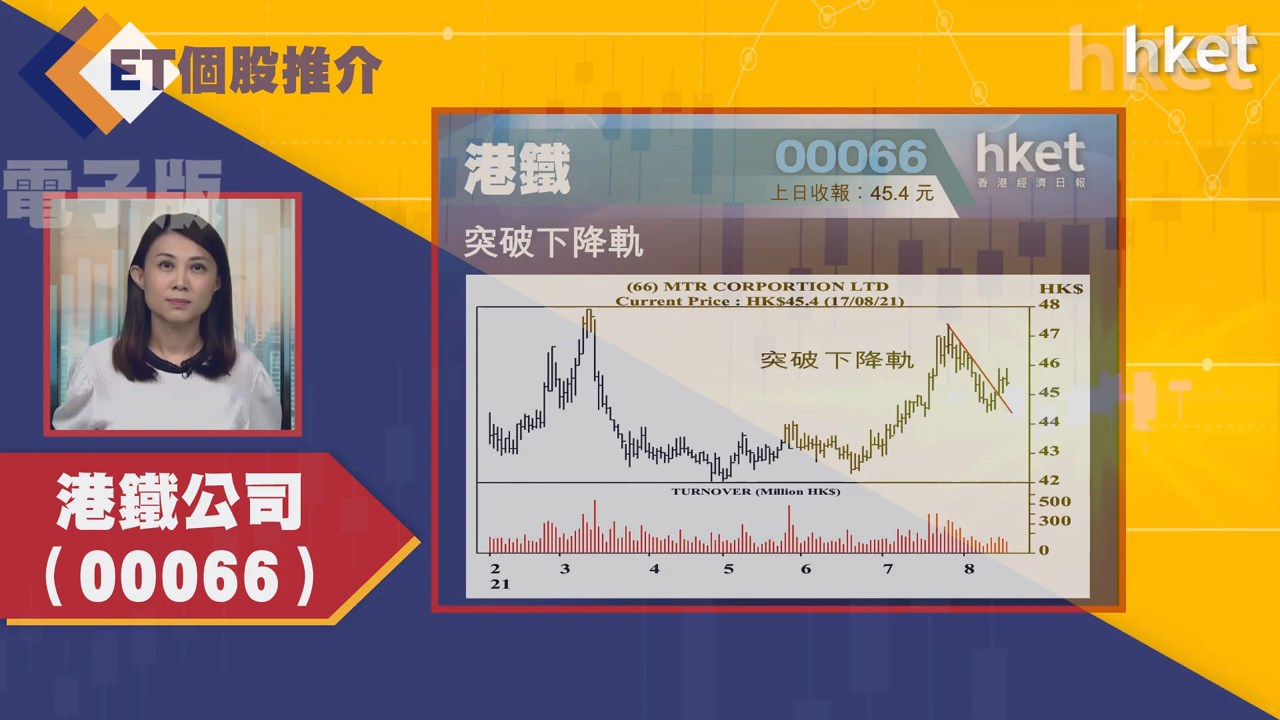 ET個股推介
hket
hket
電子版
港鐵
00066
hket
香港經濟日報
上日收報：45.4 元
突破下降軌
(66) MTR CORPORTION LTD
Current Price : HK$45.4 (17/08/21)
HK$
48
47
46
45
44
43
42
突破下降軌
TURNOVER (Million HK$)
500
300
0
2 3 4 5 6 7 8
21
港鐵公司
（00066）